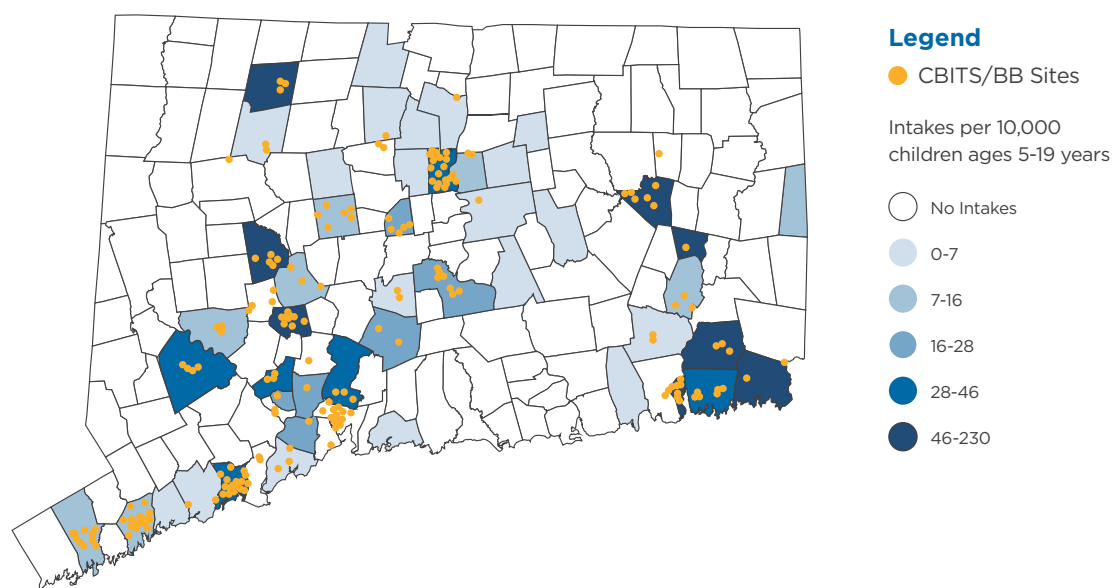 Legend
CBITS/BB Sites
Intakes per 10,000
children ages 5-19 years
No Intakes
0-7
7-16
16-28
28-46
46-230